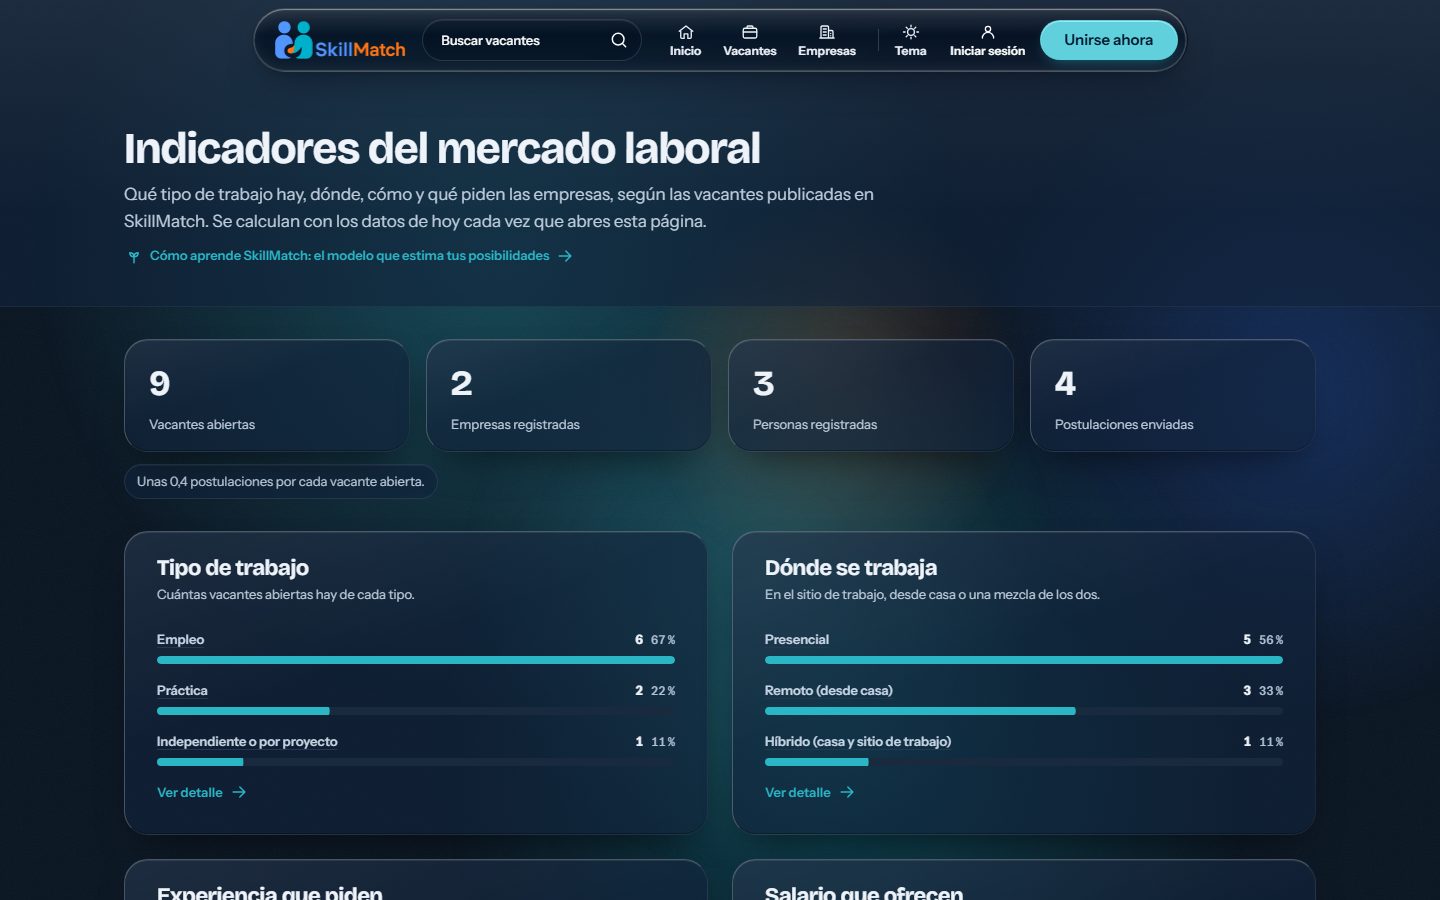 SkillMatch
Buscar vacantes
Inicio
Vacantes
Empresas
Tema
Iniciar sesión
Unirse ahora
Indicadores del mercado laboral
Qué tipo de trabajo hay, dónde, cómo y qué piden las empresas, según las vacantes publicadas en
SkillMatch. Se calculan con los datos de hoy cada vez que abres esta página.
Cómo aprende SkillMatch: el modelo que estima tus posibilidades
9
Vacantes abiertas
2
Empresas registradas
3
Personas registradas
4
Postulaciones enviadas
Unas 0,4 postulaciones por cada vacante abierta.
Tipo de trabajo
Cuántas vacantes abiertas hay de cada tipo.
Empleo 6 67%
Práctica 2 22%
Independiente o por proyecto 1 11%
Ver detalle
Dónde se trabaja
En el sitio de trabajo, desde casa o una mezcla de los dos.
Presencial 5 56%
Remoto (desde casa) 3 33%
Híbrido (casa y sitio de trabajo) 1 11%
Ver detalle
Experiencia que piden
Salario que ofrecen